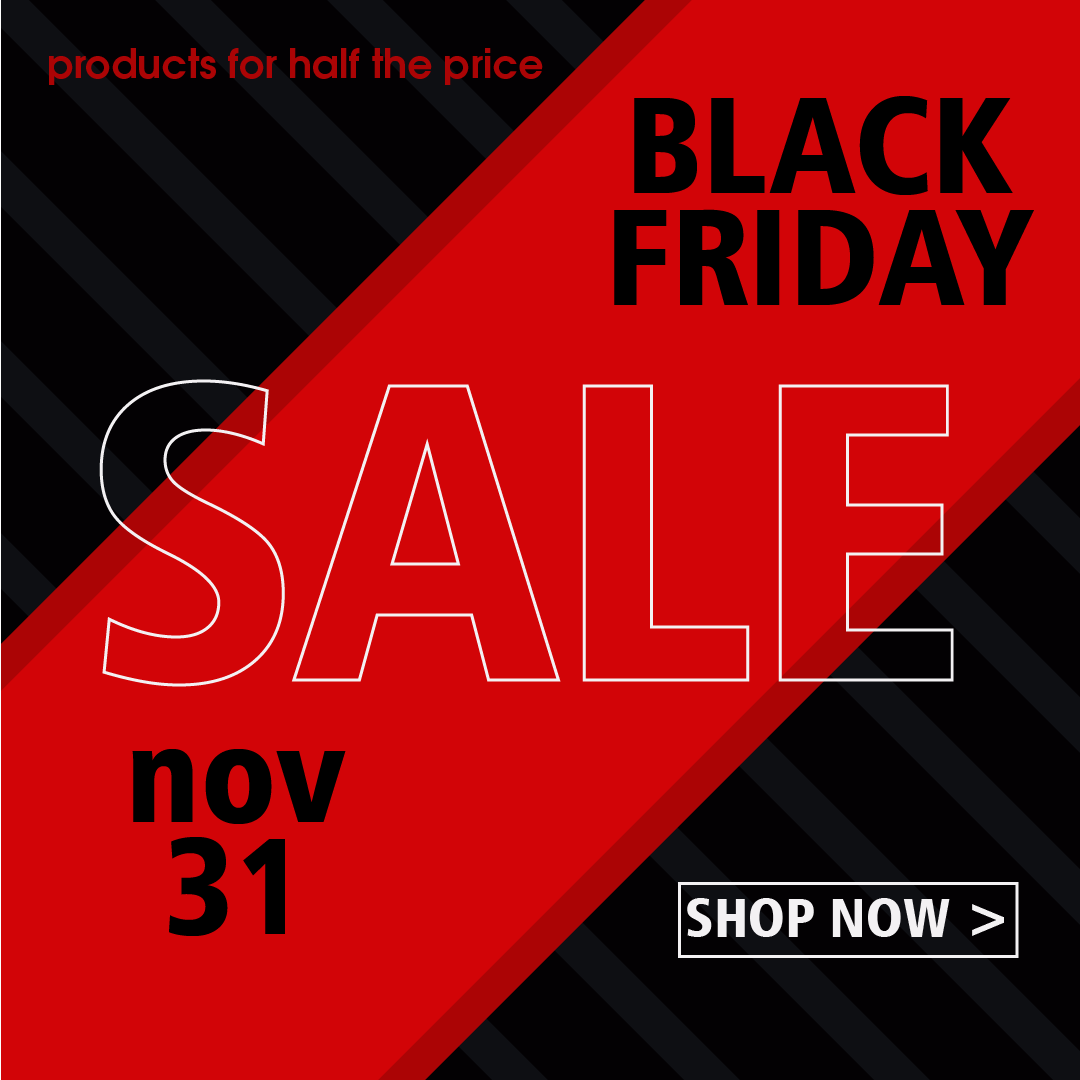 products for half the price
BLACK
FRIDAY
SALE
nov
31
SHOP NOW >